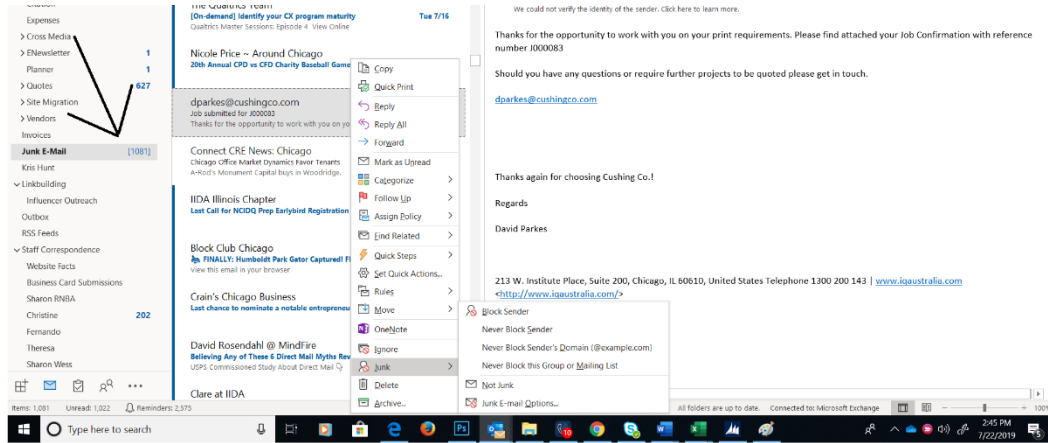 Citation
Expenses
Cross Media
ENewsletter 1
Planner 1
Quotes 627
Site Migration
Vendors
Invoices
Junk E-Mail [1081]
Kris Hunt
Linkbuilding
Influencer Outreach
Outbox
RSS Feeds
Staff Correspondence
Website Facts
Business Card Submissions
Sharon RNBA
Christine 202
Fernando
Theresa
Sharon Wess
The Qualtrics Team
[On-demand] Identify your CX program maturity Tue 7/16
Qualtrics Master Sessions: Episode 4 View Online
Nicole Price ~ Around Chicago
20th Annual CPD vs CFD Charity Baseball Game
dparkes@cushingco.com
Job submitted for J000083
Thanks for the opportunity to work with you on yo
Connect CRE News: Chicago
Chicago Office Market Dynamics Favor Tenants
A-Rod's Monument Capital buys in Woodridge.
IIDA Illinois Chapter
Last Call for NCIDQ Prep Earlybird Registration
Block Club Chicago
FINALLY: Humboldt Park Gator Captured! Fl
View this email in your browser
Crain's Chicago Business
Last chance to nominate a notable entrepreneu
David Rosendahl @ MindFire
Believing Any of These 6 Direct Mail Myths Rev
USPS Commissioned Study About Direct Mail
Clare at IIDA
Copy
Quick Print
Reply
Reply All
Forward
Mark as Unread
Categorize
Follow Up
Assign Policy
Find Related
Quick Steps
Set Quick Actions...
Rules
Move
OneNote
Ignore
Junk
Delete
Archive...
Block Sender
Never Block Sender
Never Block Sender's Domain (@example.com)
Never Block this Group or Mailing List
Not Junk
Junk E-mail Options...
We could not verify the identity of the sender. Click here to learn more.
Thanks for the opportunity to work with you on your print requirements. Please find attached your Job Confirmation with reference
number J000083
Should you have any questions or require further projects to be quoted please get in touch.
dparkes@cushingco.com
Thanks again for choosing Cushing Co.!
Regards
David Parkes
213 W. Institute Place, Suite 200, Chicago, IL 60610, United States Telephone 1300 200 143 | www.iqaustralia.com
<http://www.iqaustralia.com/>
Items: 1,081 Unread: 1,022 Reminders: 2,575 All folders are up to date. Connected to: Microsoft Exchange 100%
Type here to search
2:45 PM
7/22/2019